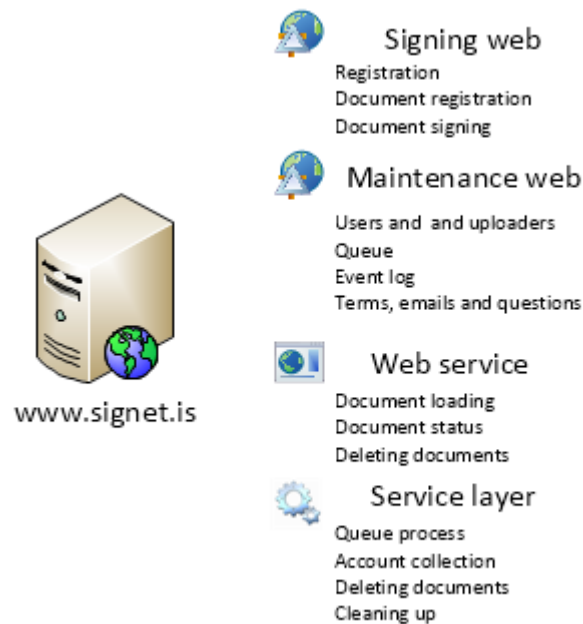 Signing web
Registration
Document registration
Document signing
Maintenance web
Users and and uploaders
Queue
Event log
Terms, emails and questions
www.signet.is
Web service
Document loading
Document status
Deleting documents
Service layer
Queue process
Account collection
Deleting documents
Cleaning up